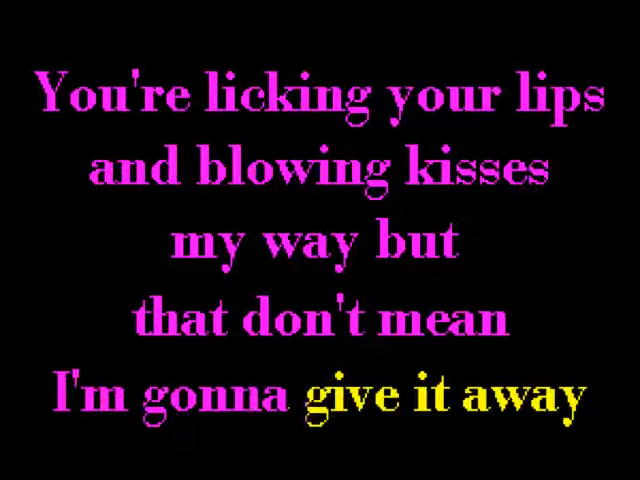 You're licking your lips
and blowing kisses
my way but
that don't mean
I'm gonna give it away